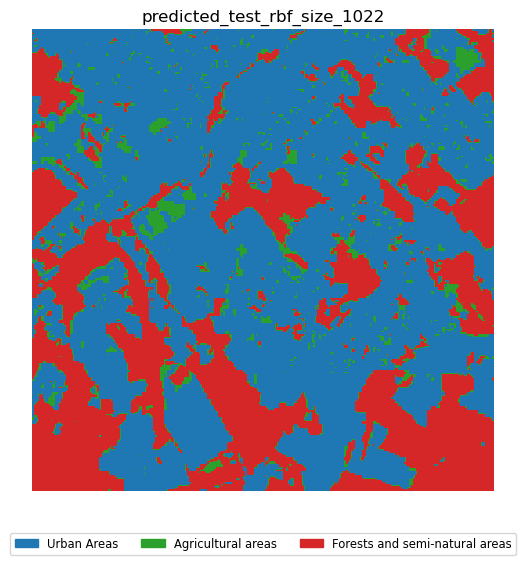 predicted_test_rbf_size_1022
Urban Areas Agricultural areas Forests and semi-natural areas